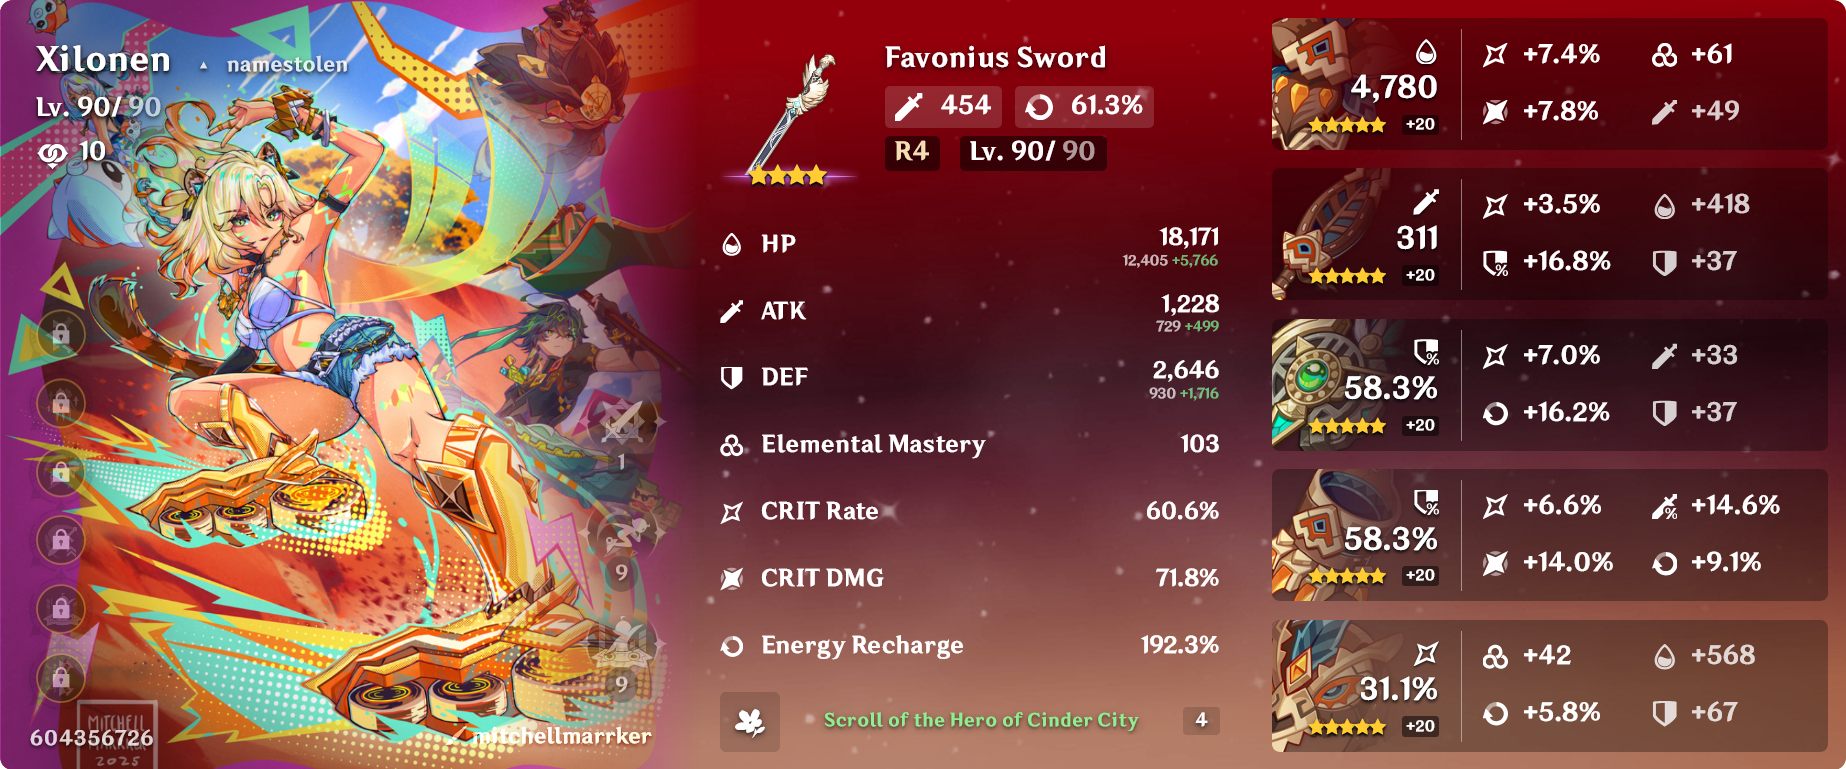 Xilonen ▲ namestolen
Lv. 90/ 90
10
1
9
9
604356726
MITCHELL
MARRKER
2025
mitchellmarrker
Favonius Sword
454 61.3%
R4 Lv. 90/ 90
HP 18,171
12,405 +5,766
ATK 1,228
729 +499
DEF 2,646
930 +1,716
Elemental Mastery 103
CRIT Rate 60.6%
CRIT DMG 71.8%
Energy Recharge 192.3%
Scroll of the Hero of Cinder City 4
4,780
+20
+7.4% +61
+7.8% +49
311
+20
+3.5% +418
+16.8% +37
58.3%
+20
+7.0% +33
+16.2% +37
58.3%
+20
+6.6% +14.6%
+14.0% +9.1%
31.1%
+20
+42 +568
+5.8% +67